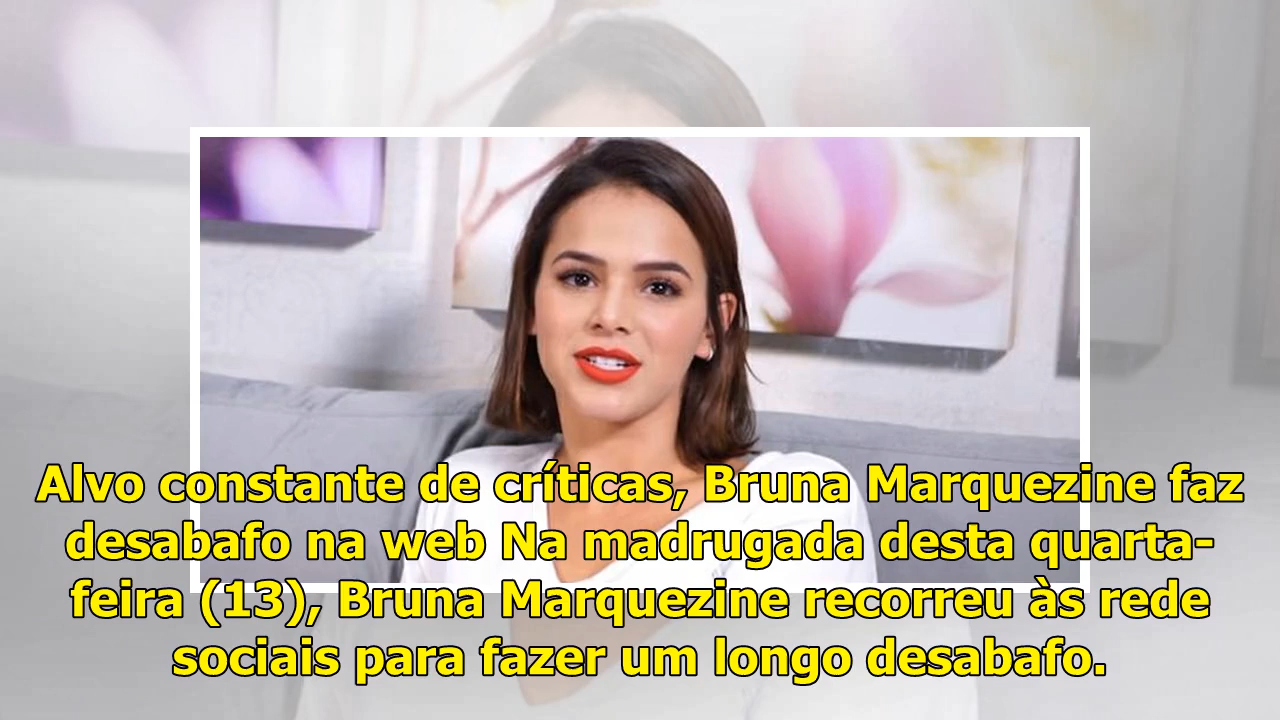 Alvo constante de críticas, Bruna Marquezine faz
desabafo na web Na madrugada desta quarta-
feira (13), Bruna Marquezine recorreu às rede
sociais para fazer um longo desabafo.